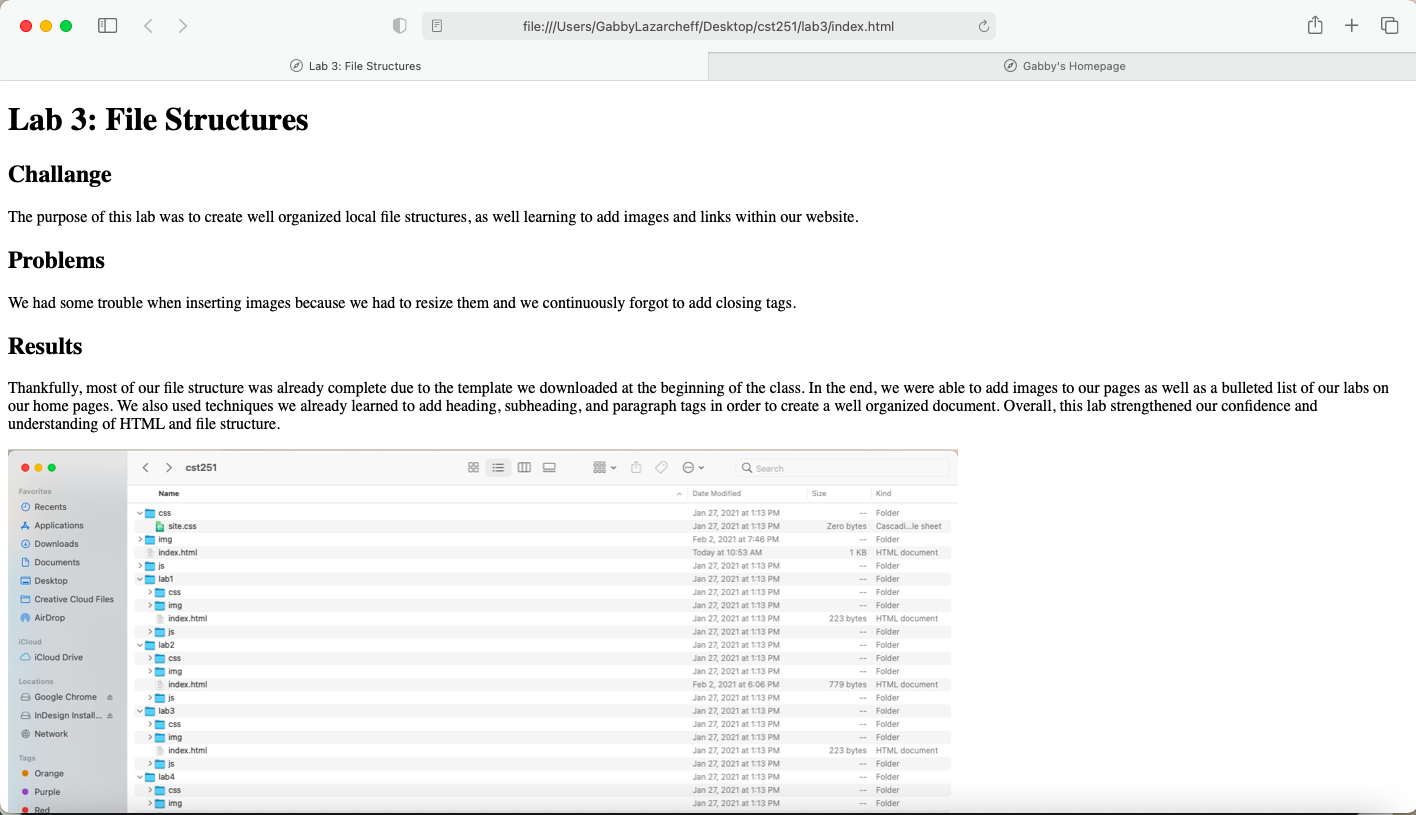 file:///Users/GabbyLazarcheff/Desktop/cst251/lab3/index.html
Lab 3: File Structures
Gabby's Homepage
Lab 3: File Structures
Challange
The purpose of this lab was to create well organized local file structures, as well learning to add images and links within our website.
Problems
We had some trouble when inserting images because we had to resize them and we continuously forgot to add closing tags.
Results
Thankfully, most of our file structure was already complete due to the template we downloaded at the beginning of the class. In the end, we were able to add images to our pages as well as a bulleted list of our labs on
our home pages. We also used techniques we already learned to add heading, subheading, and paragraph tags in order to create a well organized document. Overall, this lab strengthened our confidence and
understanding of HTML and file structure.
cst251
Search
Favorites
Recents
Applications
Downloads
Documents
Desktop
Creative Cloud Files
AirDrop
iCloud
iCloud Drive
Locations
Google Chrome
InDesign Install...
Network
Tags
Orange
Purple
Red
Name Date Modified Size Kind
css Jan 27, 2021 at 1:13 PM -- Folder
site.css Jan 27, 2021 at 1:13 PM Zero bytes Cascadi...le sheet
img Feb 2, 2021 at 7:46 PM -- Folder
index.html Today at 10:53 AM 1 KB HTML document
js Jan 27, 2021 at 1:13 PM -- Folder
lab1 Jan 27, 2021 at 1:13 PM -- Folder
css Jan 27, 2021 at 1:13 PM -- Folder
img Jan 27, 2021 at 1:13 PM -- Folder
index.html Jan 27, 2021 at 1:13 PM 223 bytes HTML document
js Jan 27, 2021 at 1:13 PM -- Folder
lab2 Jan 27, 2021 at 1:13 PM -- Folder
css Jan 27, 2021 at 1:13 PM -- Folder
img Jan 27, 2021 at 1:13 PM -- Folder
index.html Feb 2, 2021 at 6:06 PM 779 bytes HTML document
js Jan 27, 2021 at 1:13 PM -- Folder
lab3 Jan 27, 2021 at 1:13 PM -- Folder
css Jan 27, 2021 at 1:13 PM -- Folder
img Jan 27, 2021 at 1:13 PM -- Folder
index.html Jan 27, 2021 at 1:13 PM 223 bytes HTML document
js Jan 27, 2021 at 1:13 PM -- Folder
lab4 Jan 27, 2021 at 1:13 PM -- Folder
css Jan 27, 2021 at 1:13 PM -- Folder
img Jan 27, 2021 at 1:13 PM -- Folder